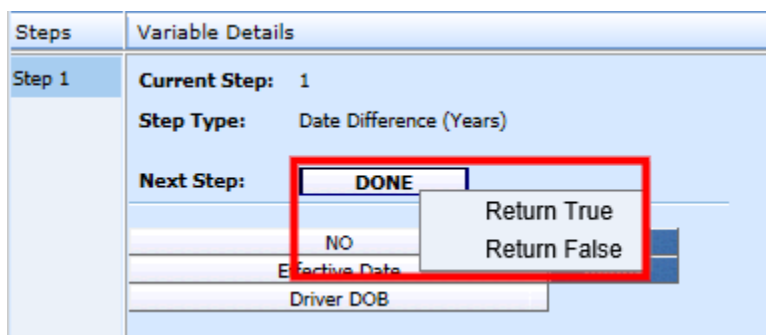 Steps
Variable Details
Step 1
Current Step: 1
Step Type: Date Difference (Years)
Next Step: DONE
Return True
Return False
NO
Effective Date
Driver DOB